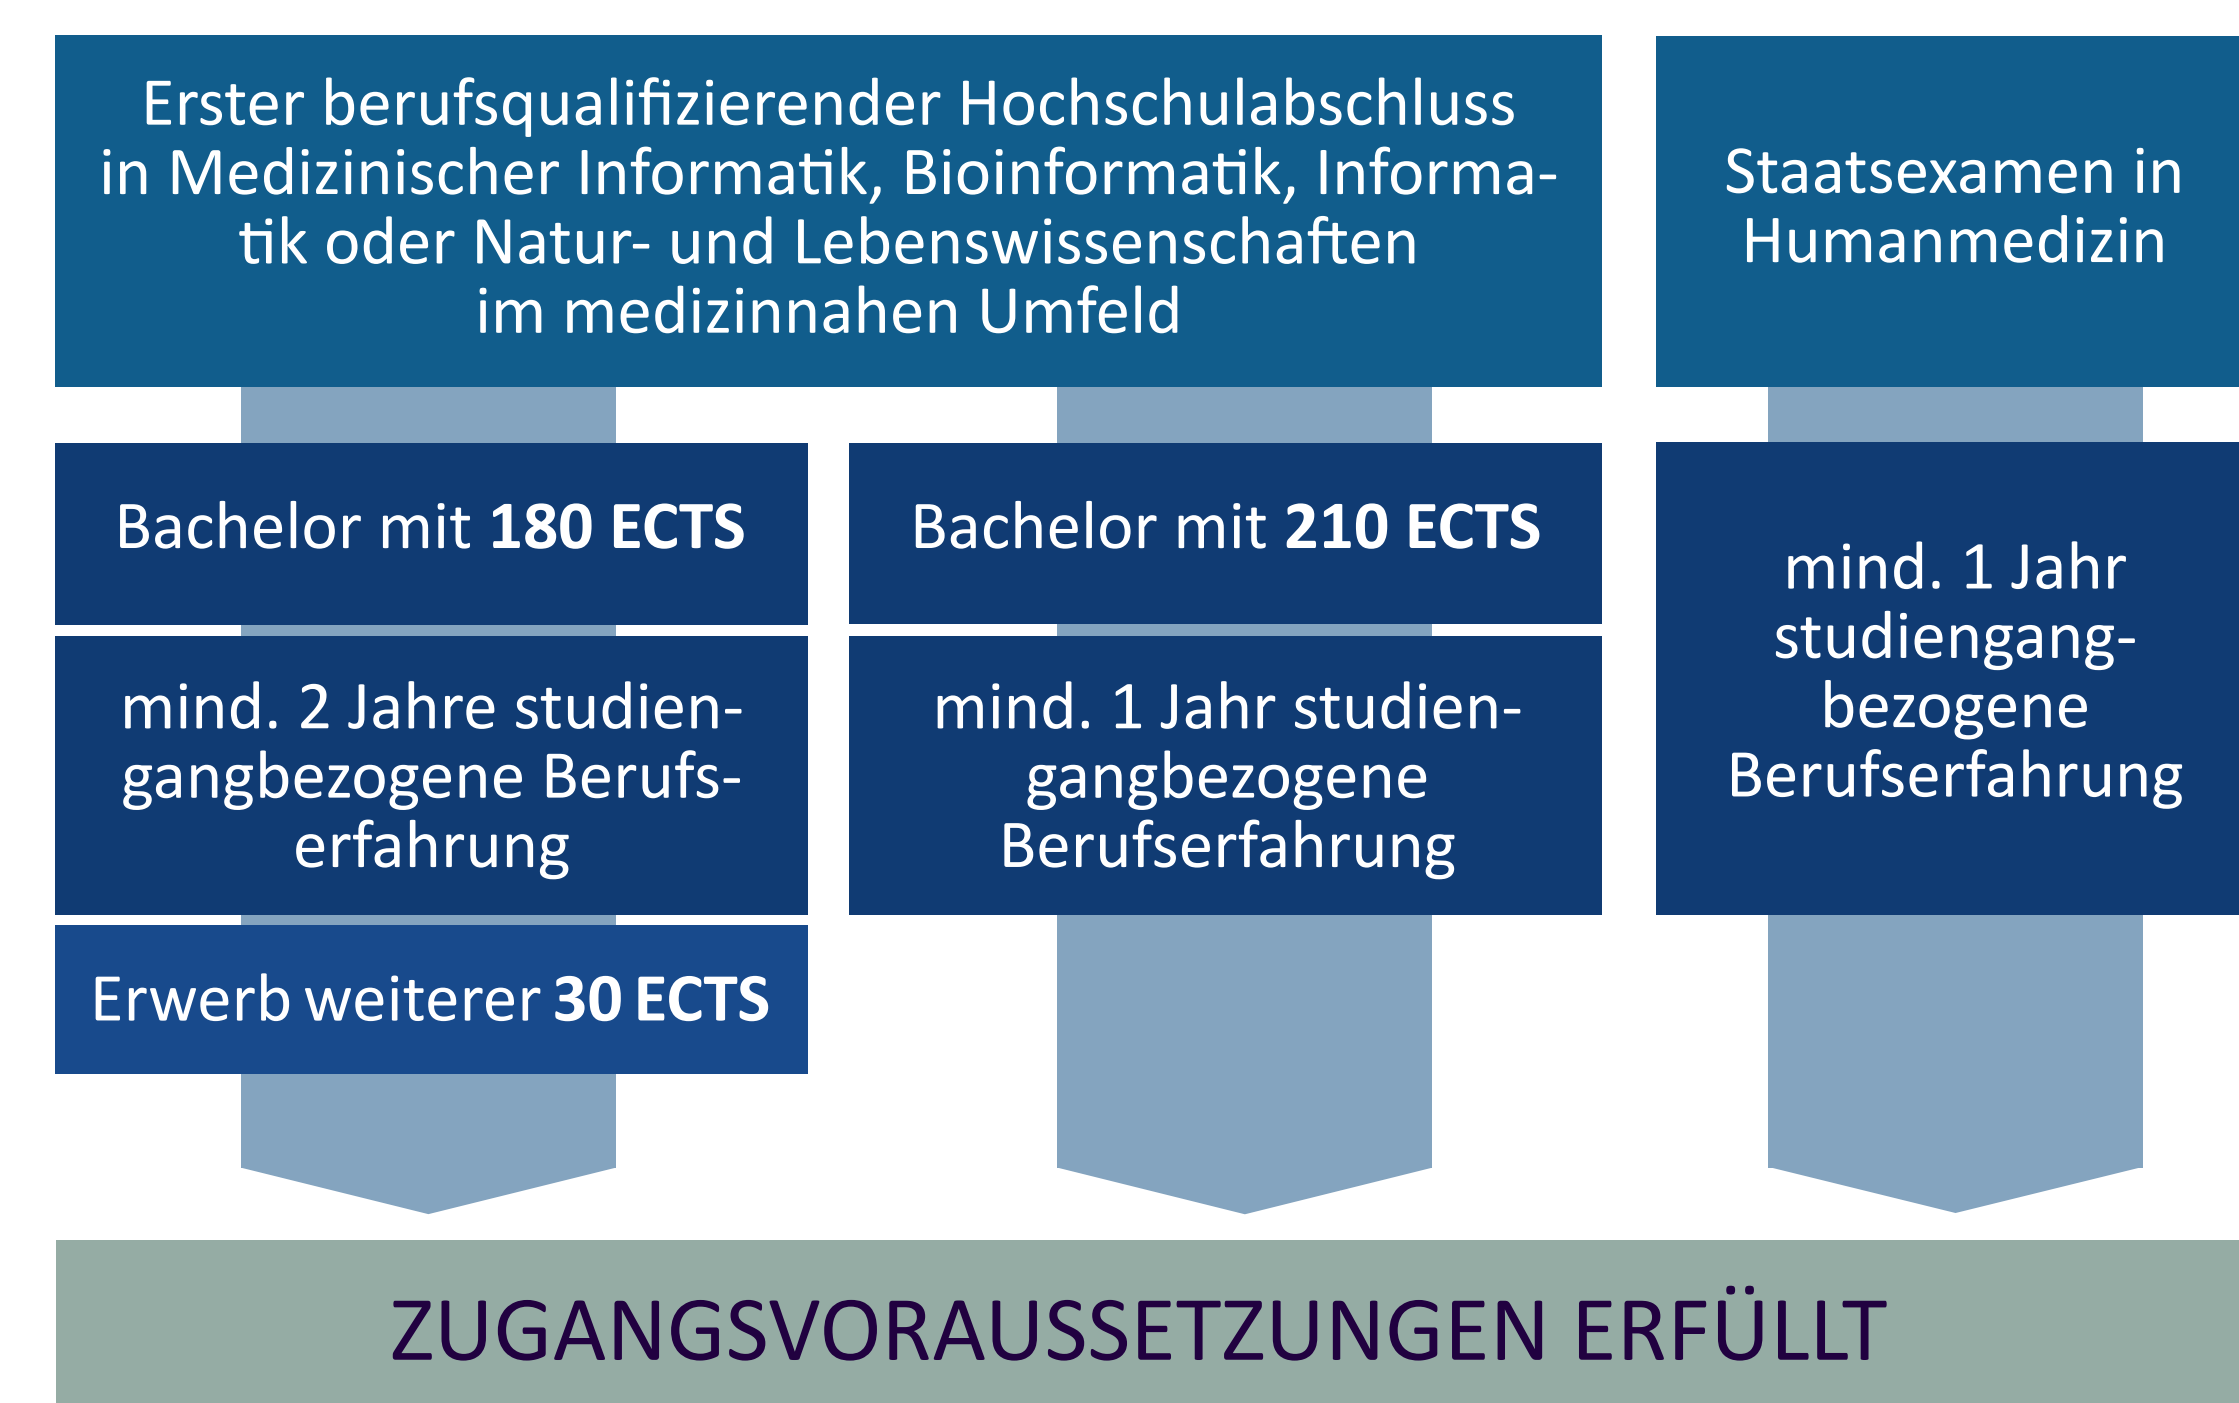 Erster berufsqualifizierender Hochschulabschluss
in Medizinischer Informatik, Bioinformatik, Informa-
tik oder Natur- und Lebenswissenschaften
im medizinnahen Umfeld
Staatsexamen in
Humanmedizin
Bachelor mit 180 ECTS
mind. 2 Jahre studien-
gangbezogene Berufs-
erfahrung
Erwerb weiterer 30 ECTS
Bachelor mit 210 ECTS
mind. 1 Jahr studien-
gangbezogene
Berufserfahrung
mind. 1 Jahr
studiengang-
bezogene
Berufserfahrung
ZUGANGSVORAUSSETZUNGEN ERFÜLLT